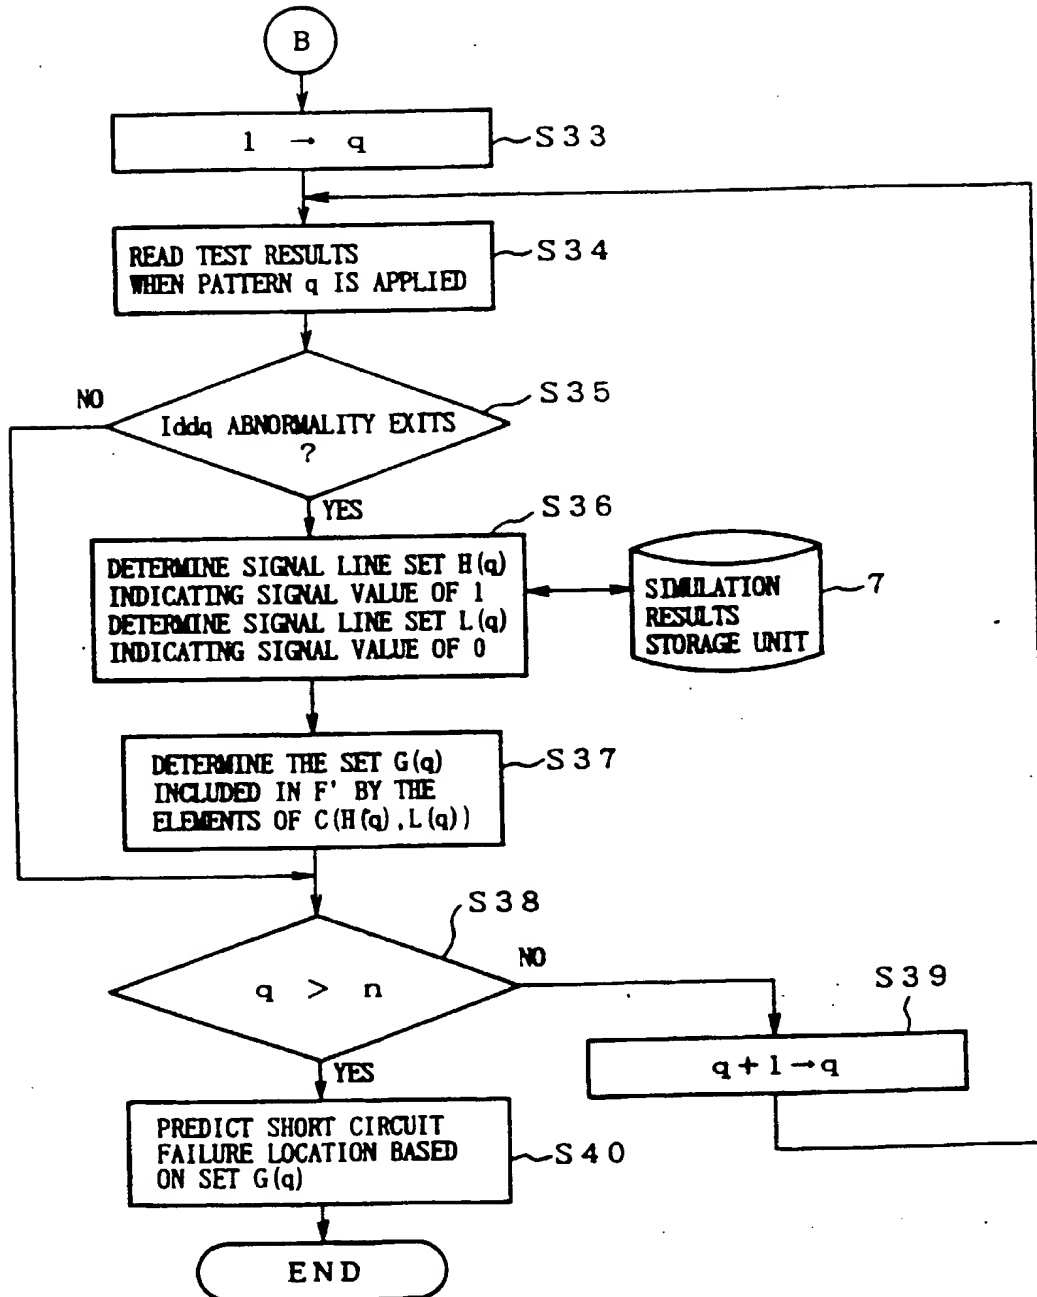 B
1 → q
S33
READ TEST RESULTS
WHEN PATTERN q IS APPLIED
S34
NO
Iddq ABNORMALITY EXITS
?
S35
YES
S36
DETERMINE SIGNAL LINE SET H(q)
INDICATING SIGNAL VALUE OF 1
DETERMINE SIGNAL LINE SET L(q)
INDICATING SIGNAL VALUE OF 0
SIMULATION
RESULTS
STORAGE UNIT
7
DETERMINE THE SET G(q)
INCLUDED IN F' BY THE
ELEMENTS OF C(H(q),L(q))
S37
S38
q > n
NO
S39
q+1→q
YES
PREDICT SHORT CIRCUIT
FAILURE LOCATION BASED
ON SET G(q)
S40
END